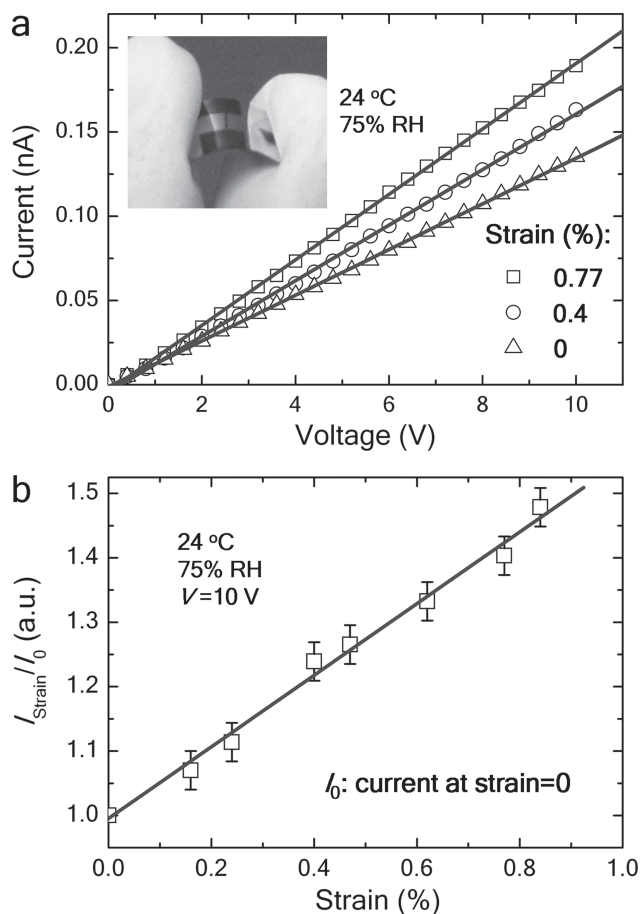 a
Current (nA)
0.20
0.15
0.10
0.05
0.00
24 °C
75% RH
Strain (%):
0.77
0.4
0
0 2 4 6 8 10
Voltage (V)
b
I_Strain/I_0 (a.u.)
1.5
1.4
1.3
1.2
1.1
1.0
24 °C
75% RH
V=10 V
I_0: current at strain=0
0.0 0.2 0.4 0.6 0.8 1.0
Strain (%)